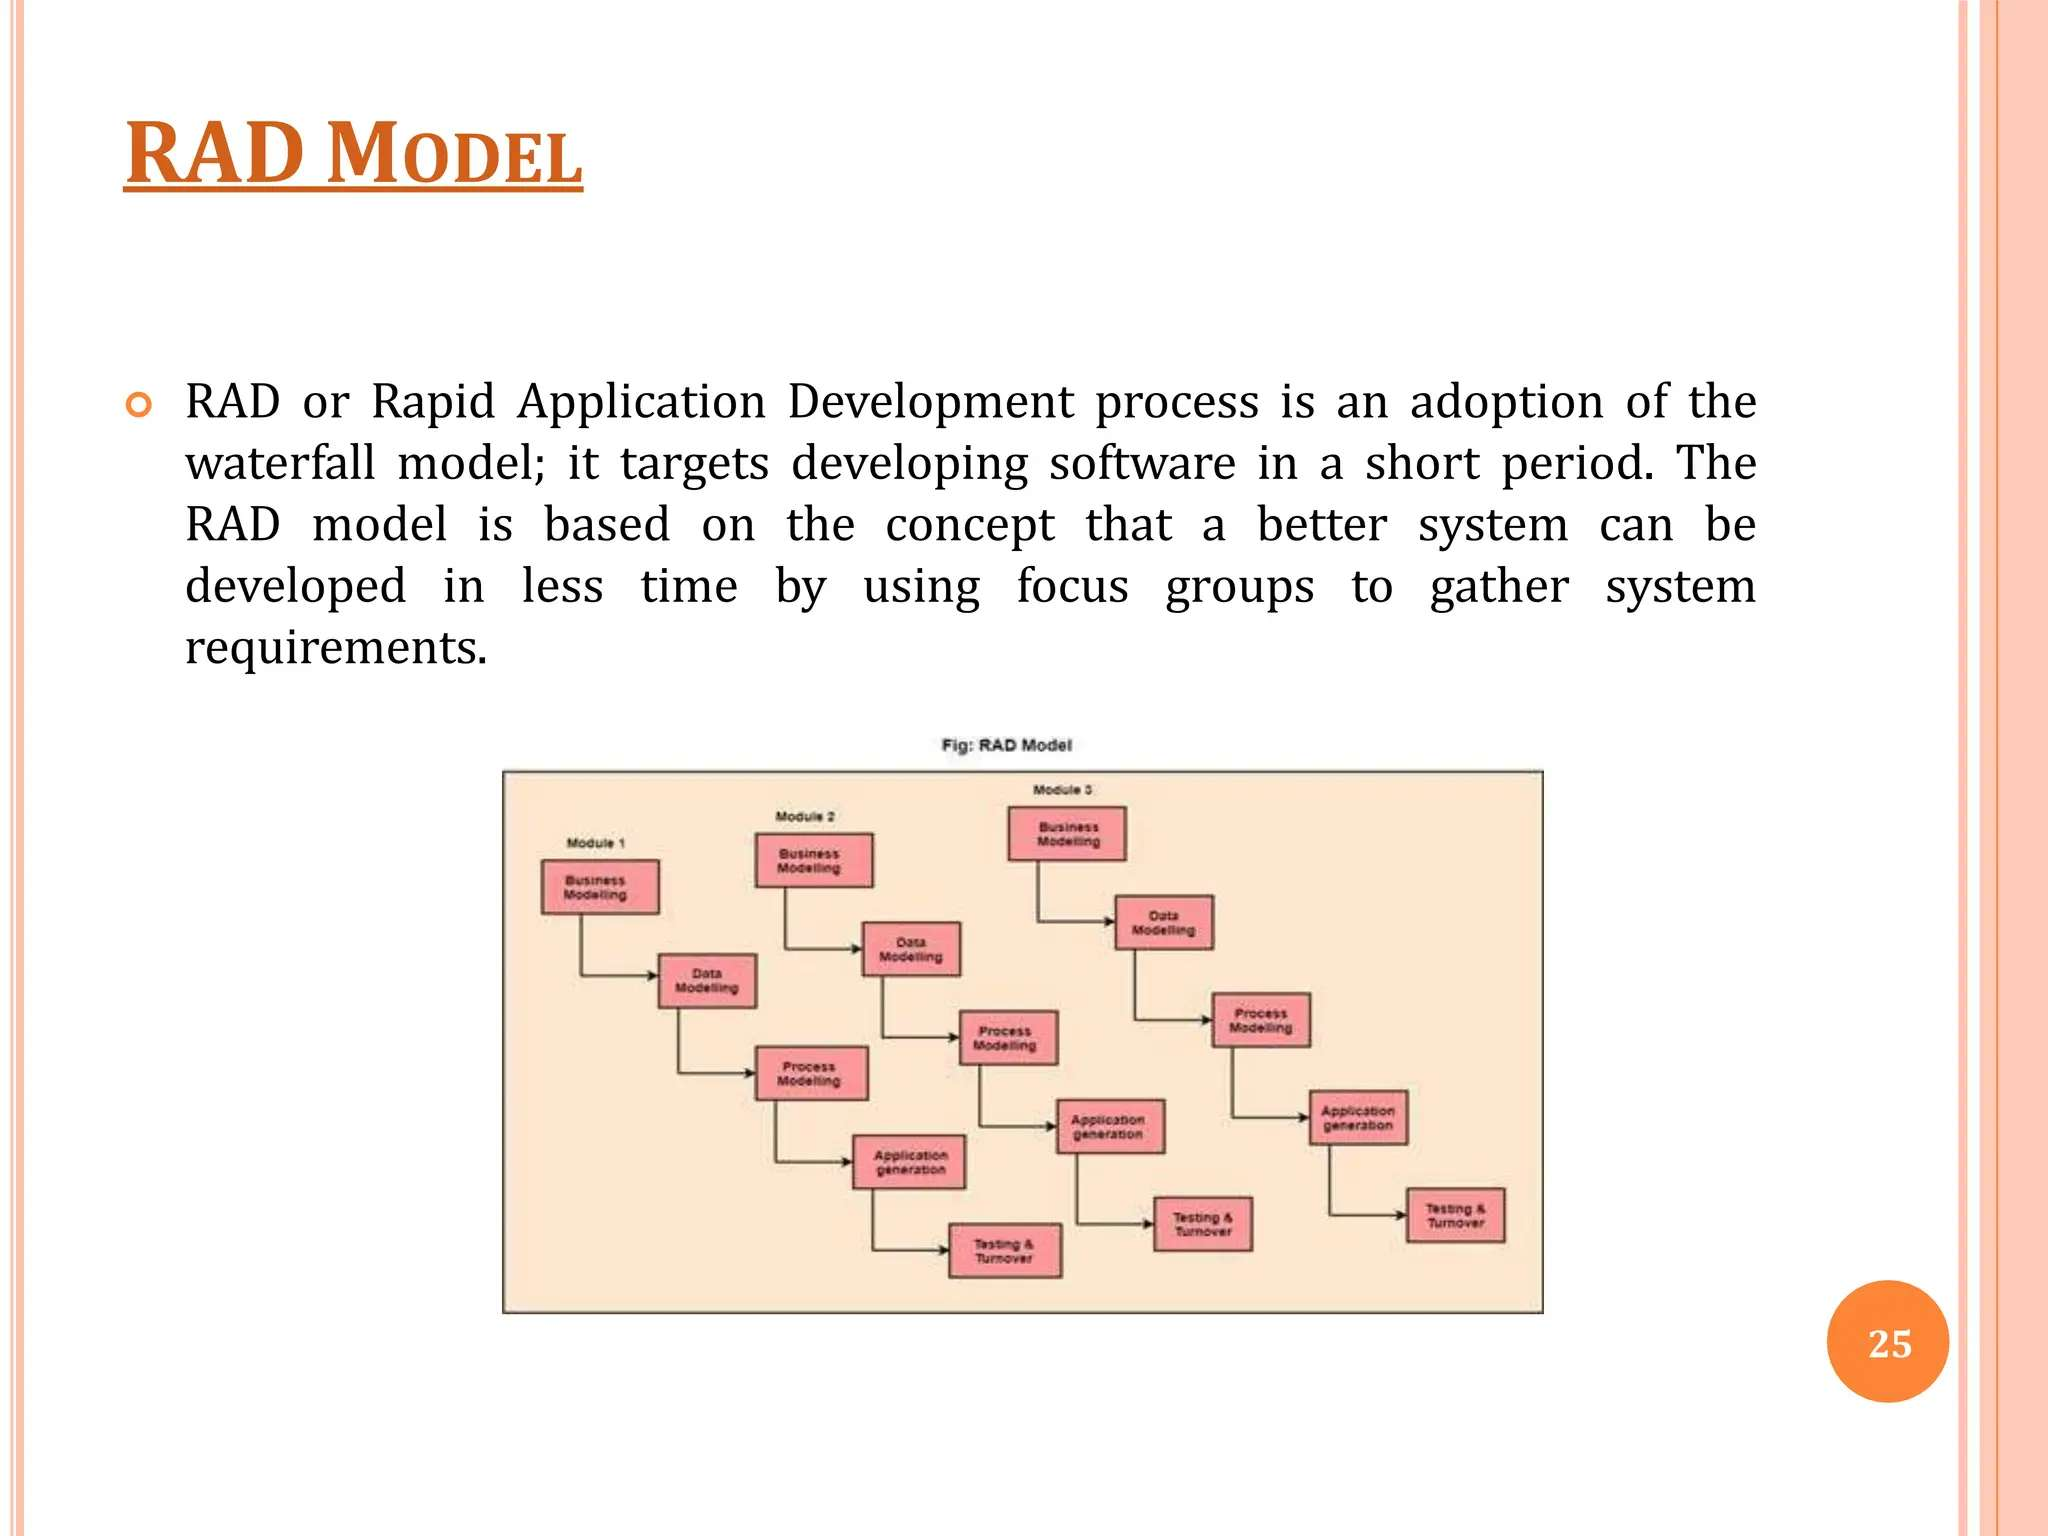 RAD MODEL
RAD or Rapid Application Development process is an adoption of the
waterfall model; it targets developing software in a short period. The
RAD model is based on the concept that a better system can be
developed in less time by using focus groups to gather system
requirements.
Fig: RAD Model
Module 1
Business
Modelling
Data
Modelling
Process
Modelling
Application
generation
Testing &
Turnover
Module 2
Business
Modelling
Data
Modelling
Process
Modelling
Application
generation
Testing &
Turnover
Module 3
Business
Modelling
Data
Modelling
Process
Modelling
Application
generation
Testing &
Turnover
25